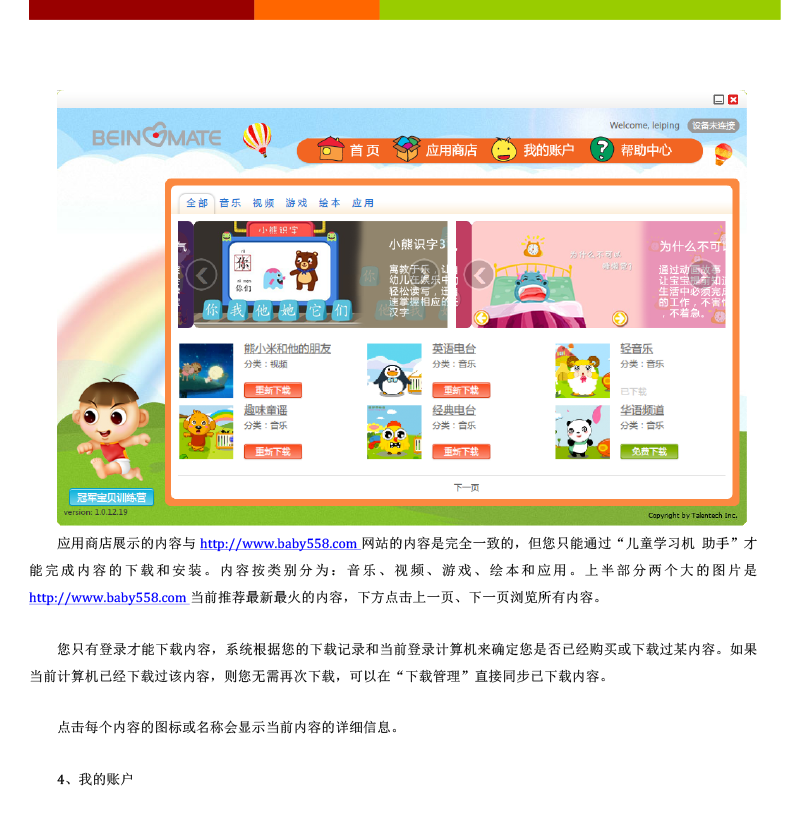 BEINMATE
Welcome, leiping 设备未连接
首 页 应用商店 我的账户 帮助中心
全部 音乐 视频 游戏 绘本 应用
小熊识字
你
你们
你 我 他 她 它 们
小熊识字3
汉字
为什么不可以
为什么不可以
，不着急。
熊小米和他的朋友
分类：视频
重新下载
英语电台
分类：音乐
重新下载
轻音乐
分类：音乐
已下载
趣味童谣
分类：音乐
重新下载
经典电台
分类：音乐
重新下载
华语频道
分类：音乐
免费下载
下一页
冠军宝贝训练营
version: 1.0.12.19
Copyright by Talentech Inc.
应用商店展示的内容与 http://www.baby558.com 网站的内容是完全一致的，但您只能通过“儿童学习机 助手”才
能完成内容的下载和安装。内容按类别分为：音乐、视频、游戏、绘本和应用。上半部分两个大的图片是
http://www.baby558.com 当前推荐最新最火的内容，下方点击上一页、下一页浏览所有内容。
您只有登录才能下载内容，系统根据您的下载记录和当前登录计算机来确定您是否已经购买或下载过某内容。如果
当前计算机已经下载过该内容，则您无需再次下载，可以在“下载管理”直接同步已下载内容。
点击每个内容的图标或名称会显示当前内容的详细信息。
4、我的账户